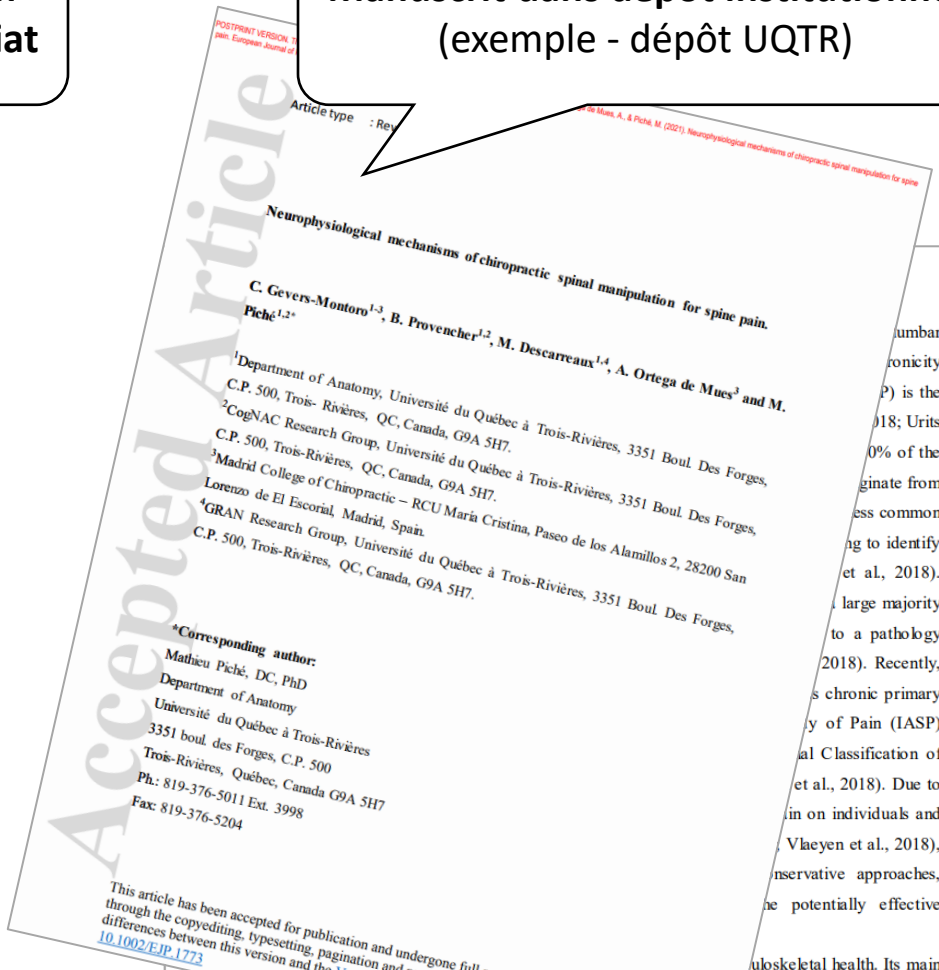 iat
(exemple - dépôt UQTR)
POSTPRINT VERSION.
pain. European Journal of
de Mues, A., & Piché, M. (2021). Neurophysiological mechanisms of chiropractic spinal manipulation for spine
Accepted Article
Article type : Rev
Neurophysiological mechanisms of chiropractic spinal manipulation for spine pain.
C. Gevers-Montoro1-3, B. Provencher1,2, M. Descarreaux1,4, A. Ortega de Mues3 and M.
Piché1,2*
1Department of Anatomy, Université du Québec à Trois-Rivières, 3351 Boul. Des Forges,
C.P. 500, Trois- Rivières, QC, Canada, G9A 5H7.
2CogNAC Research Group, Université du Québec à Trois-Rivières, 3351 Boul. Des Forges,
C.P. 500, Trois-Rivières, QC, Canada, G9A 5H7.
3Madrid College of Chiropractic – RCU María Cristina, Paseo de los Alamillos 2, 28200 San
Lorenzo de El Escorial, Madrid, Spain.
4GRAN Research Group, Université du Québec à Trois-Rivières, 3351 Boul. Des Forges,
C.P. 500, Trois-Rivières, QC, Canada, G9A 5H7.
*Corresponding author:
Mathieu Piché, DC, PhD
Department of Anatomy
Université du Québec à Trois-Rivières
3351 boul. des Forges, C.P. 500
Trois-Rivières, Québec, Canada G9A 5H7
Ph.: 819-376-5011 Ext. 3998
Fax: 819-376-5204
This article has been accepted for publication and undergone full
through the copyediting, typesetting, pagination and
differences between this version and the
10.1002/EJP.1773
lumbar
ronicity
P) is the
018; Urits
0% of the
ginate from
ess common
ng to identify
et al., 2018).
large majority
to a pathology
2018). Recently,
s chronic primary
y of Pain (IASP)
al Classification of
et al., 2018). Due to
in on individuals and
Vlaeyen et al., 2018),
nservative approaches,
he potentially effective
uloskeletal health. Its main